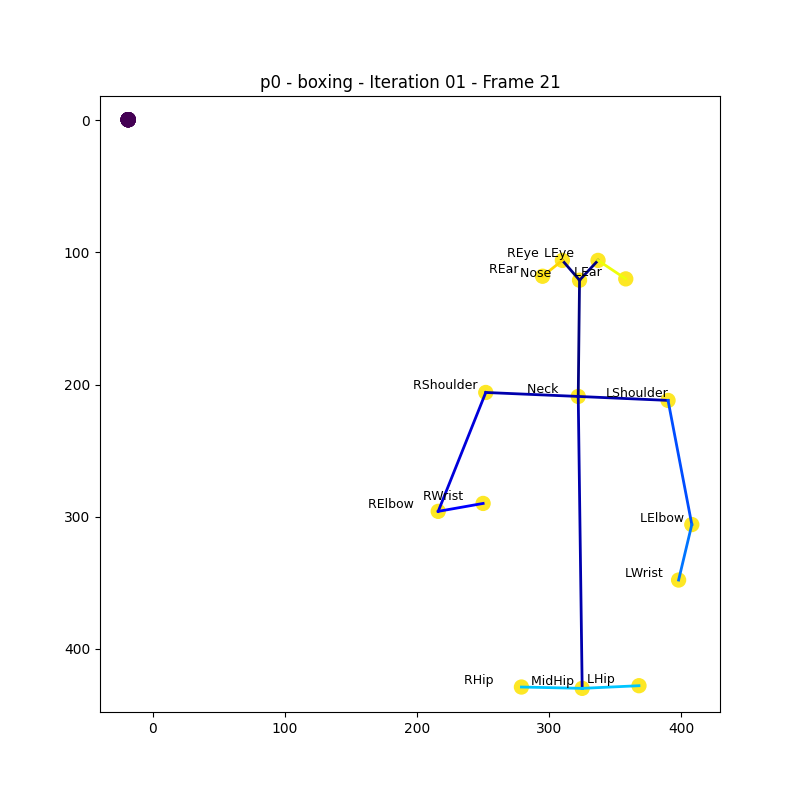 p0 - boxing - Iteration 01 - Frame 21
0
100
REye LEye
REar Nose LEar
200
RShoulder Neck LShoulder
300
RElbow RWrist LElbow
LWrist
400
RHip MidHip LHip
0 100 200 300 400